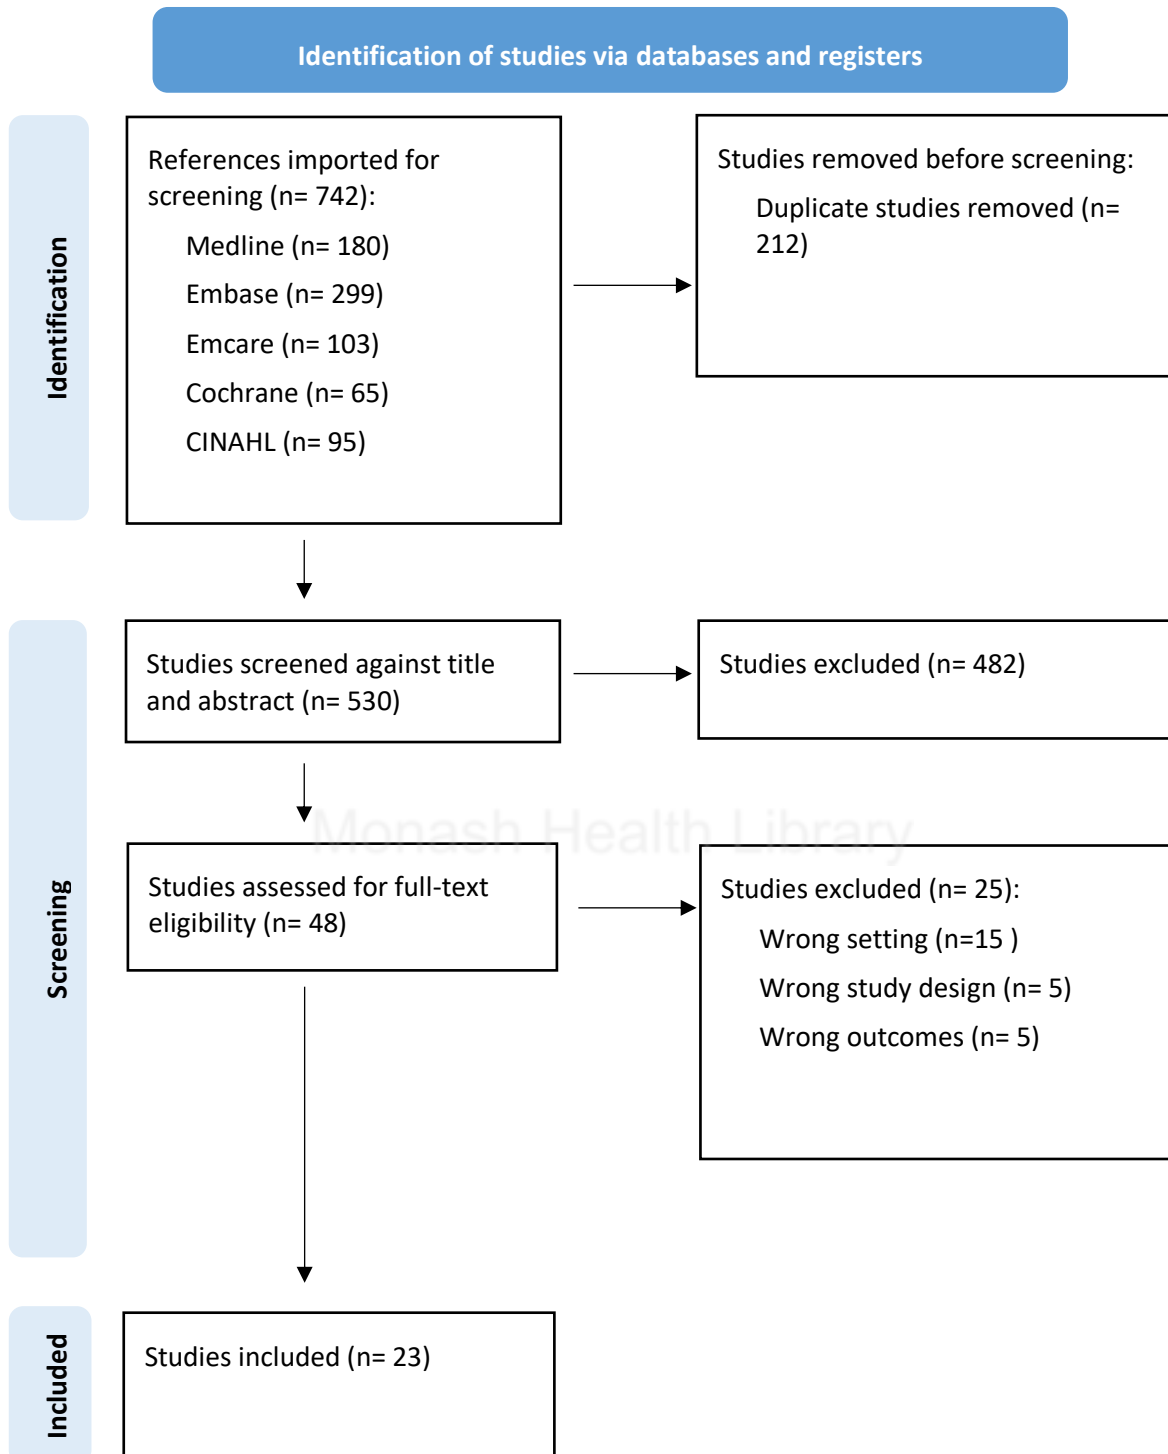 Identification of studies via databases and registers
Identification
References imported for
screening (n= 742):
Medline (n= 180)
Embase (n= 299)
Emcare (n= 103)
Cochrane (n= 65)
CINAHL (n= 95)
Studies removed before screening:
Duplicate studies removed (n=
212)
Screening
Studies screened against title
and abstract (n= 530)
Studies excluded (n= 482)
Monash Health Library
Studies assessed for full-text
eligibility (n= 48)
Studies excluded (n= 25):
Wrong setting (n=15 )
Wrong study design (n= 5)
Wrong outcomes (n= 5)
Included
Studies included (n= 23)